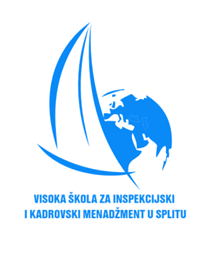 VISOKA ŠKOLA ZA INSPEKCIJSKI
I KADROVSKI MENADŽMENT U SPLITU